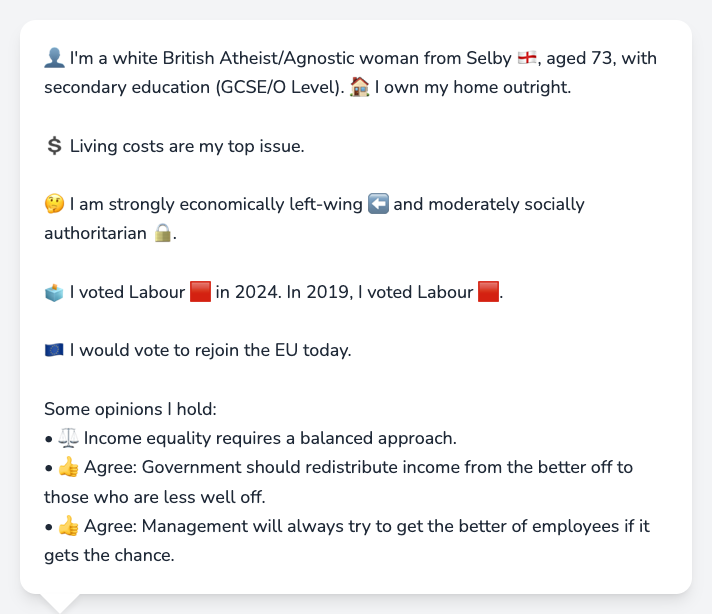 👤 I'm a white British Atheist/Agnostic woman from Selby 🏴󠁧󠁢󠁥󠁮󠁧󠁿, aged 73, with
secondary education (GCSE/O Level). 🏠 I own my home outright.
💲 Living costs are my top issue.
🤔 I am strongly economically left-wing ⬅️ and moderately socially
authoritarian 🔒.
🗳️ I voted Labour 🟥 in 2024. In 2019, I voted Labour 🟥.
🇪🇺 I would vote to rejoin the EU today.
Some opinions I hold:
• ⚖️ Income equality requires a balanced approach.
• 👍 Agree: Government should redistribute income from the better off to
those who are less well off.
• 👍 Agree: Management will always try to get the better of employees if it
gets the chance.